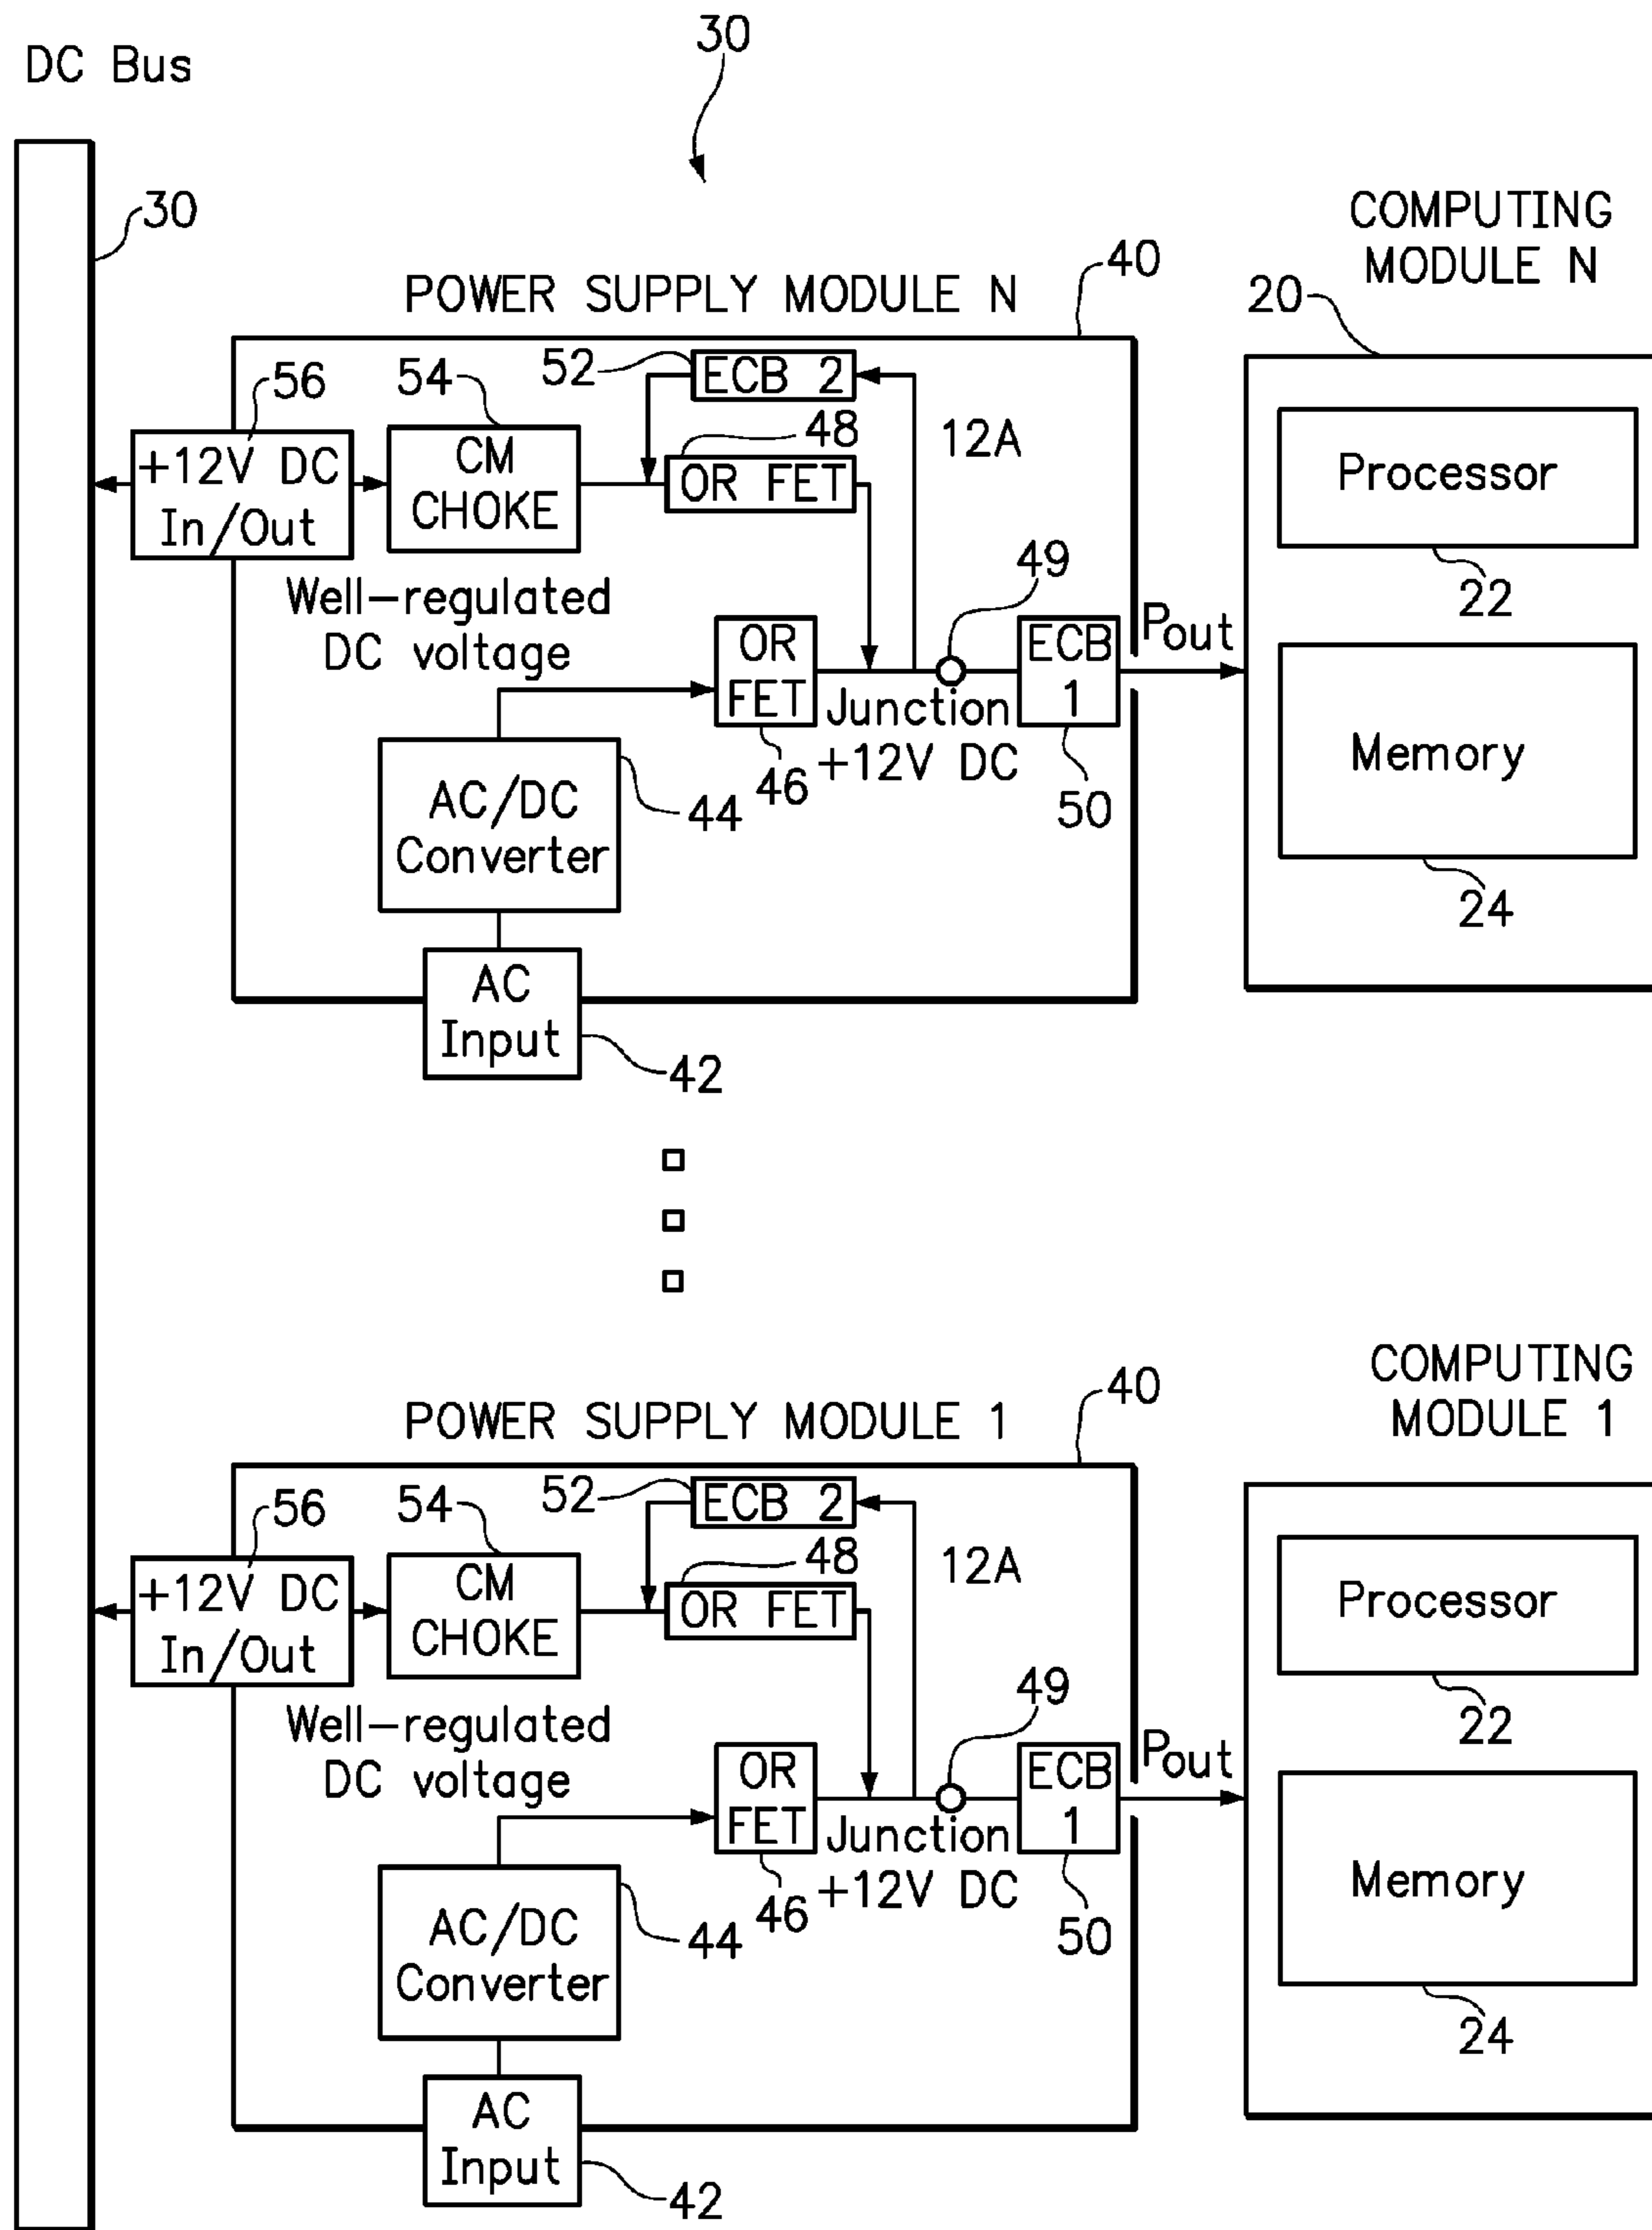 30
DC Bus
30
COMPUTING
MODULE N
POWER SUPPLY MODULE N
40
20
56
54
52
ECB 2
+12V DC
In/Out
CM
CHOKE
48
OR FET
12A
Processor
22
Well-regulated
DC voltage
49
OR
FET
ECB
1
Pout
Junction
+12V DC
46
50
Memory
24
AC/DC
Converter
44
AC
Input
42
COMPUTING
MODULE 1
POWER SUPPLY MODULE 1
40
56
54
52
ECB 2
+12V DC
In/Out
CM
CHOKE
48
OR FET
12A
Processor
22
Well-regulated
DC voltage
49
OR
FET
ECB
1
Pout
Junction
+12V DC
46
50
Memory
24
AC/DC
Converter
44
AC
Input
42